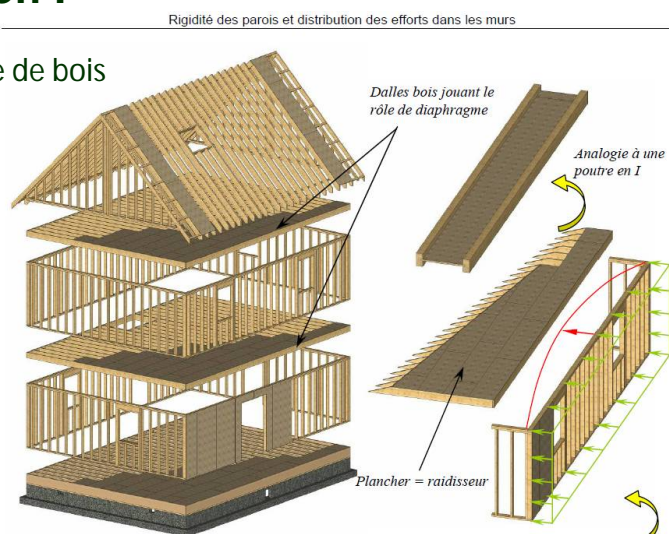 Rigidité des parois et distribution des efforts dans les murs
de bois
Dalles bois jouant le
rôle de diaphragme
Analogie à une
poutre en I
Plancher = raidisseur